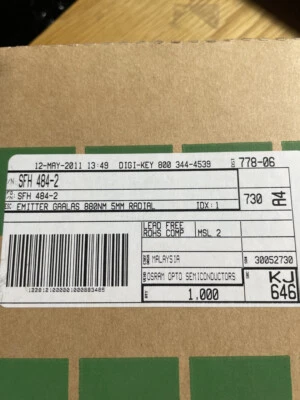 12-MAY-2011 13:49 DIGI-KEY 800 344-4539 778-06
P/N SFH 484-2
SFH 484-2
EMITTER GAALAS 880NM 5MM RADIAL IDX: 1
730 A4
LEAD FREE
ROHS COMP MSL 2
MALAYSIA 30052730
OSRAM OPTO SEMICONDUCTORS KJ
1.000 646